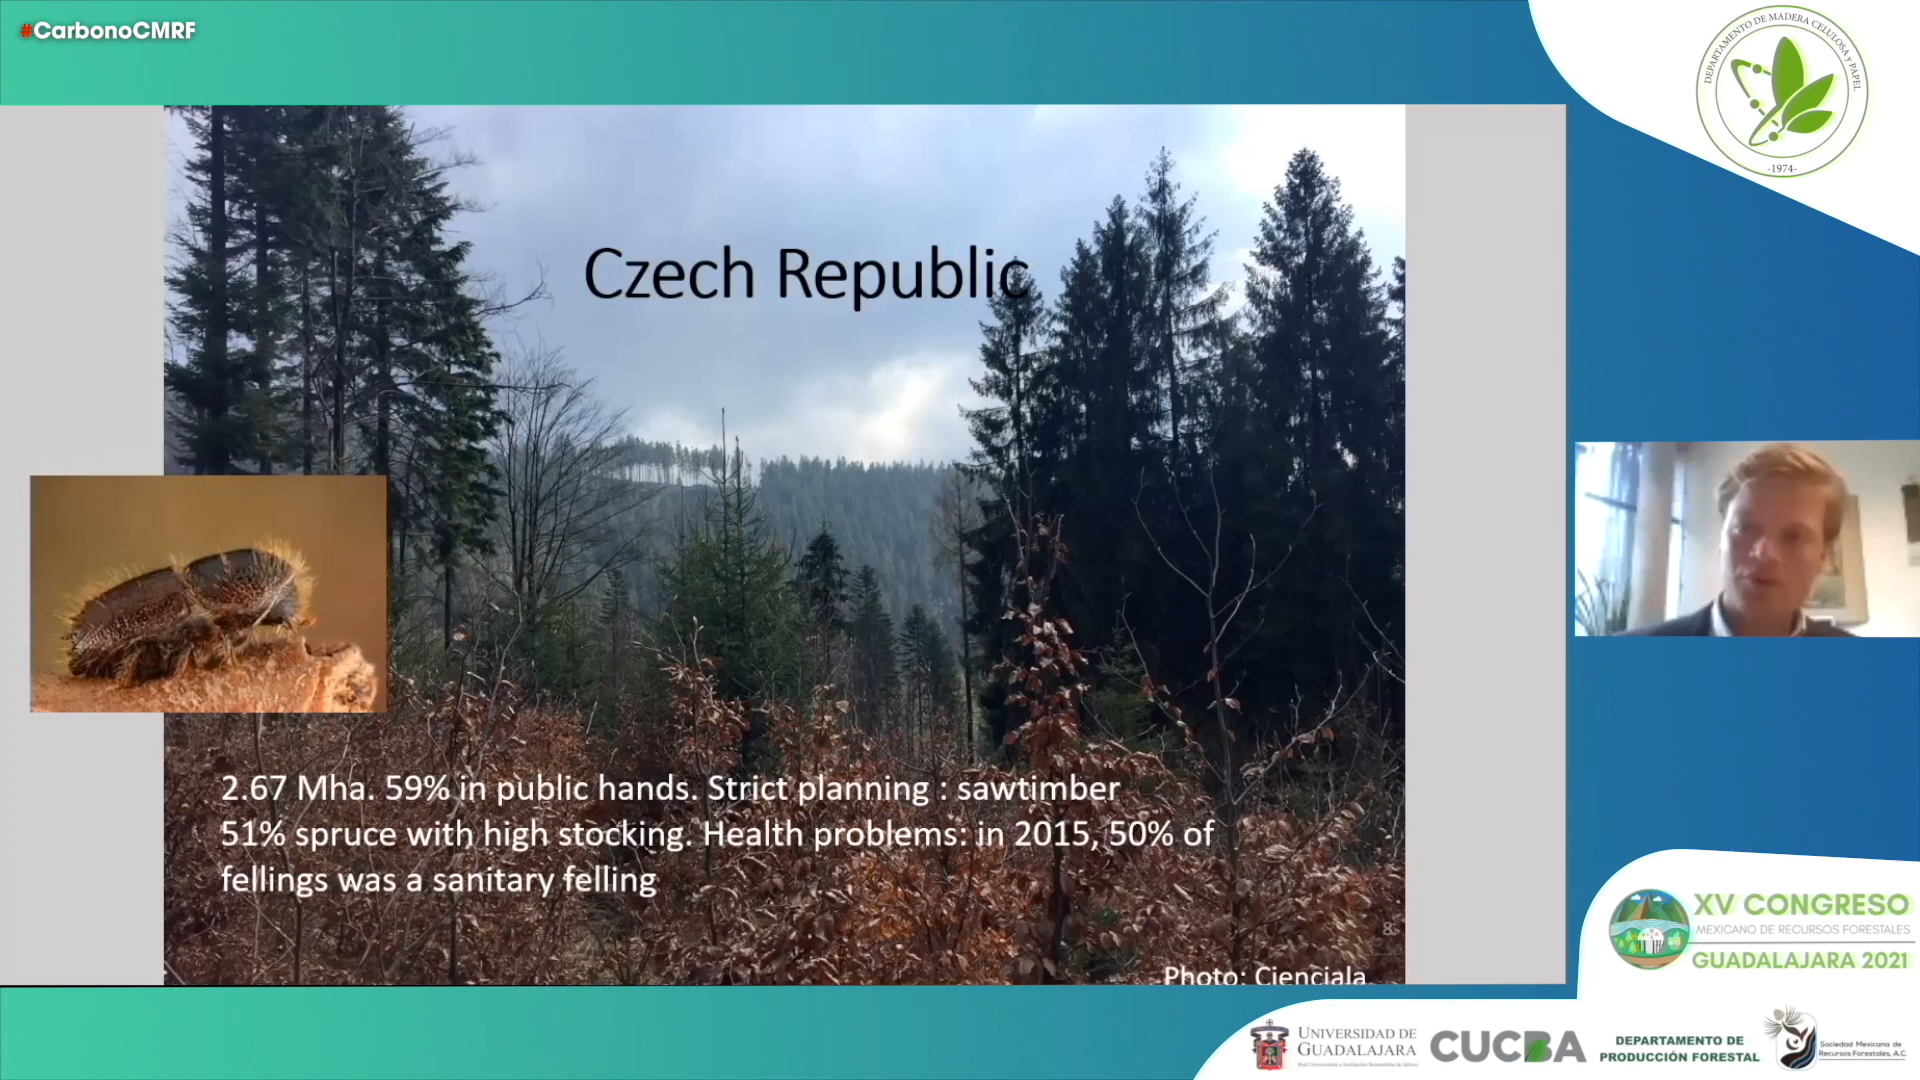 #CarbonoCMRF
DEPARTAMENTO DE MADERA CELULOSA Y PAPEL
-1974-
Czech Republic
2.67 Mha. 59% in public hands. Strict planning : sawtimber
51% spruce with high stocking. Health problems: in 2015, 50% of
fellings was a sanitary felling
8
Photo: Cienciala
XV CONGRESO
MEXICANO DE RECURSOS FORESTALES
GUADALAJARA 2021
UNIVERSIDAD DE
GUADALAJARA
CUCBA
DEPARTAMENTO DE
PRODUCCIÓN FORESTAL
Sociedad Mexicana de
Recursos Forestales, A.C.